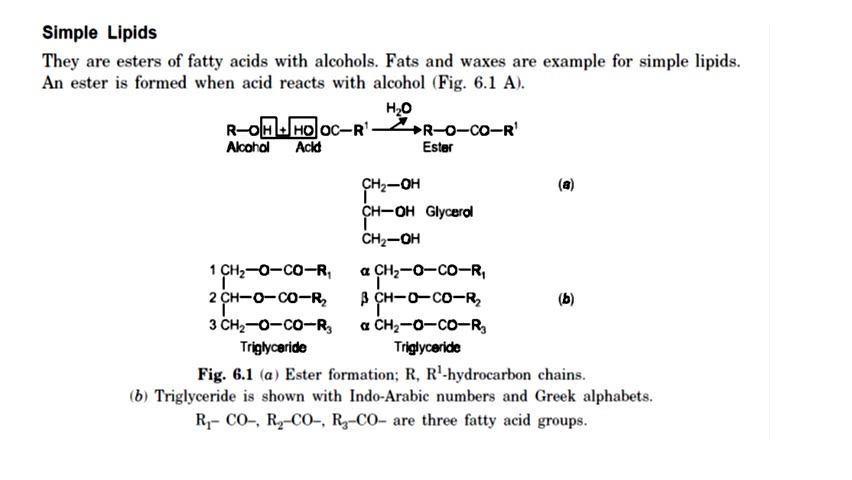 Simple Lipids
They are esters of fatty acids with alcohols. Fats and waxes are example for simple lipids.
An ester is formed when acid reacts with alcohol (Fig. 6.1 A).
H₂O
R–OH + HO OC–R¹ → R–O–CO–R¹
Alcohol Acid Ester
CH₂–OH (a)
CH–OH Glycerol
CH₂–OH
1 CH₂–O–CO–R₁ α CH₂–O–CO–R₁
2 CH–O–CO–R₂ β CH–O–CO–R₂ (b)
3 CH₂–O–CO–R₃ α CH₂–O–CO–R₃
Triglyceride Triglyceride
Fig. 6.1 (a) Ester formation; R, R¹-hydrocarbon chains.
(b) Triglyceride is shown with Indo-Arabic numbers and Greek alphabets.
R₁– CO–, R₂–CO–, R₃–CO– are three fatty acid groups.